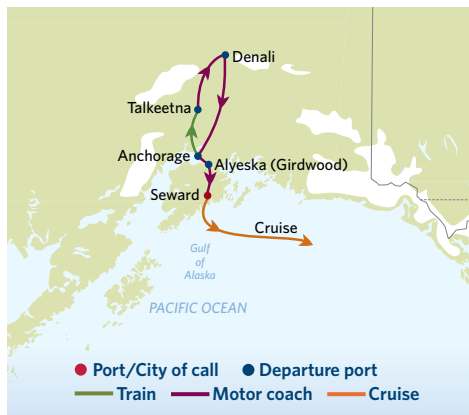 Denali
Talkeetna
Anchorage
Alyeska (Girdwood)
Seward
Cruise
Gulf
of
Alaska
PACIFIC OCEAN
Port/City of call Departure port
Train Motor coach Cruise